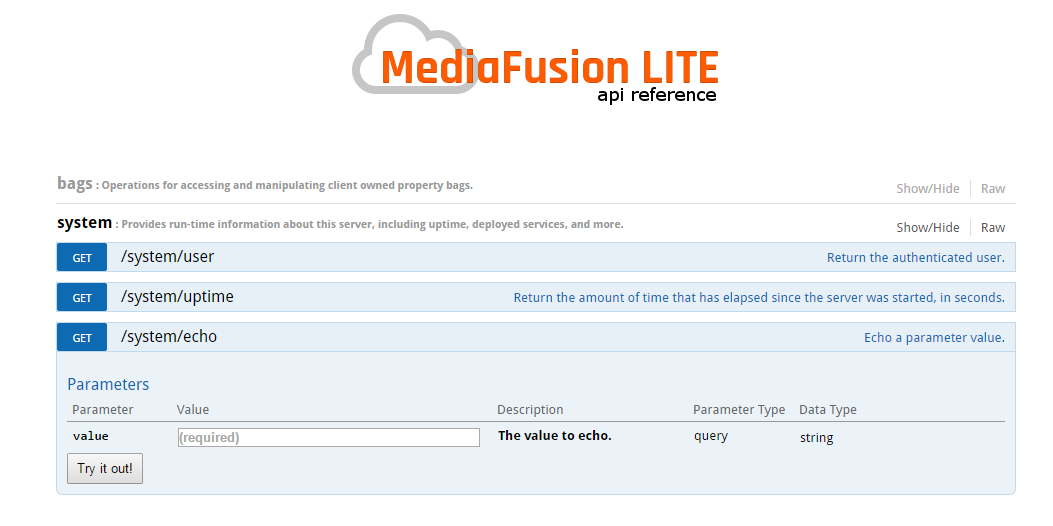 MediaFusion LITE
api reference
bags : Operations for accessing and manipulating client owned property bags. Show/Hide Raw
system : Provides run-time information about this server, including uptime, deployed services, and more. Show/Hide Raw
GET /system/user Return the authenticated user.
GET /system/uptime Return the amount of time that has elapsed since the server was started, in seconds.
GET /system/echo Echo a parameter value.
Parameters
Parameter Value Description Parameter Type Data Type
value (required) The value to echo. query string
Try it out!